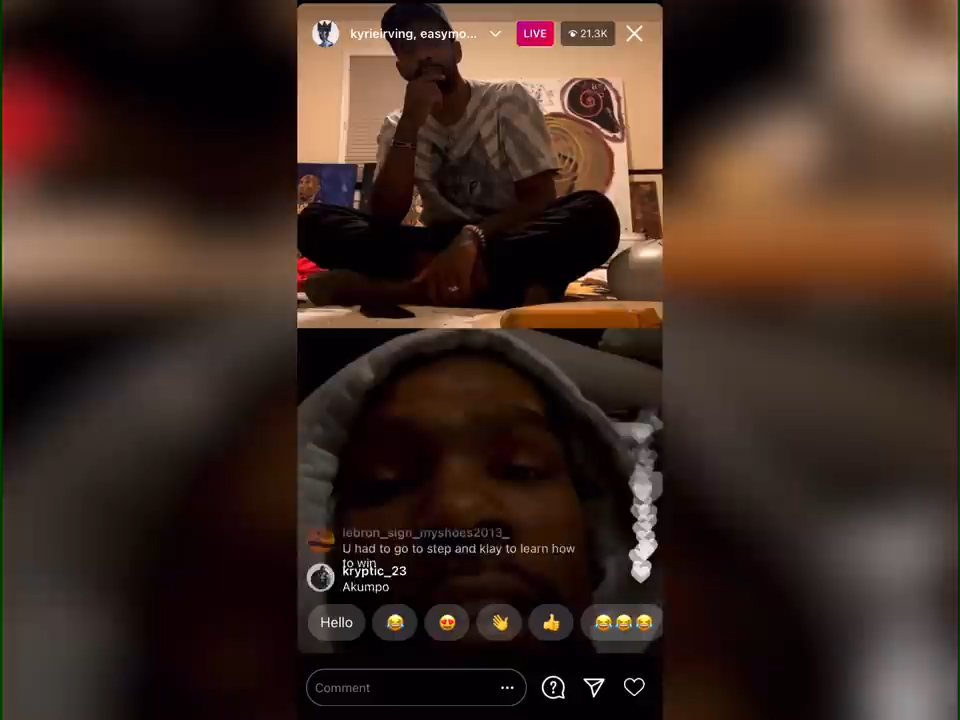 kyrieirving, easymo...
LIVE
21.3K
lebron_sign_myshoes2013_
U had to go to step and klay to learn how
to win
kryptic_23
Akumpo
Hello
Comment